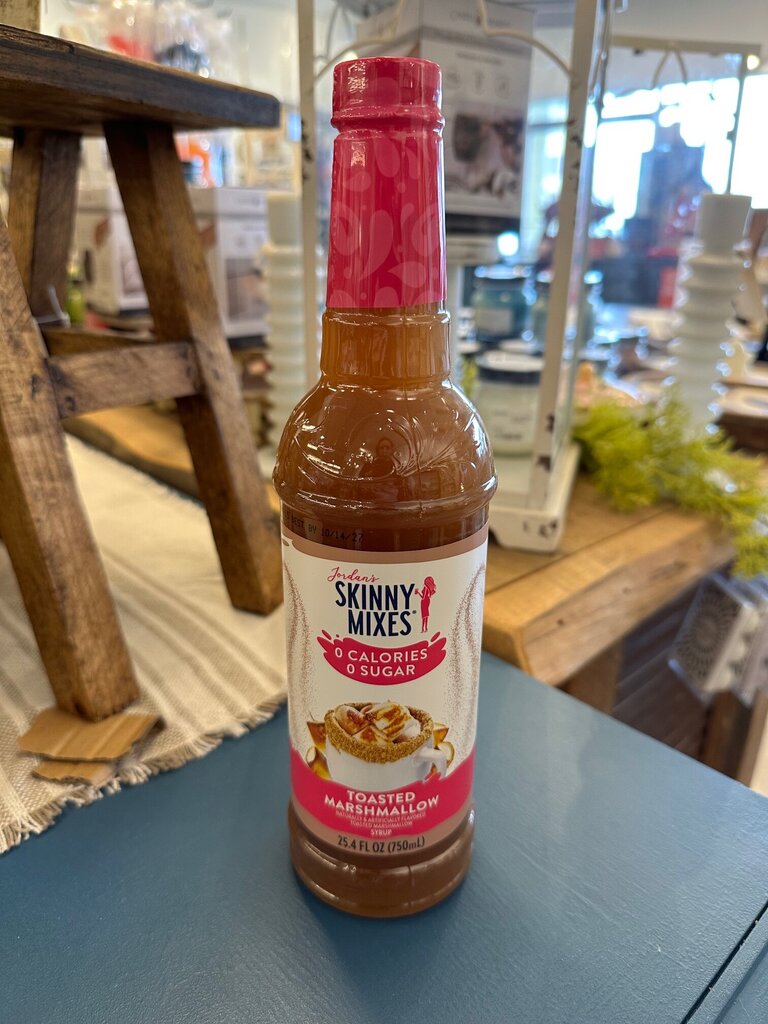 BEST BY 10/14/27
Jordan's
SKINNY
MIXES®
0 CALORIES
0 SUGAR
TOASTED
MARSHMALLOW
NATURALLY & ARTIFICIALLY FLAVORED
TOASTED MARSHMALLOW
SYRUP
25.4 FL OZ (750mL)